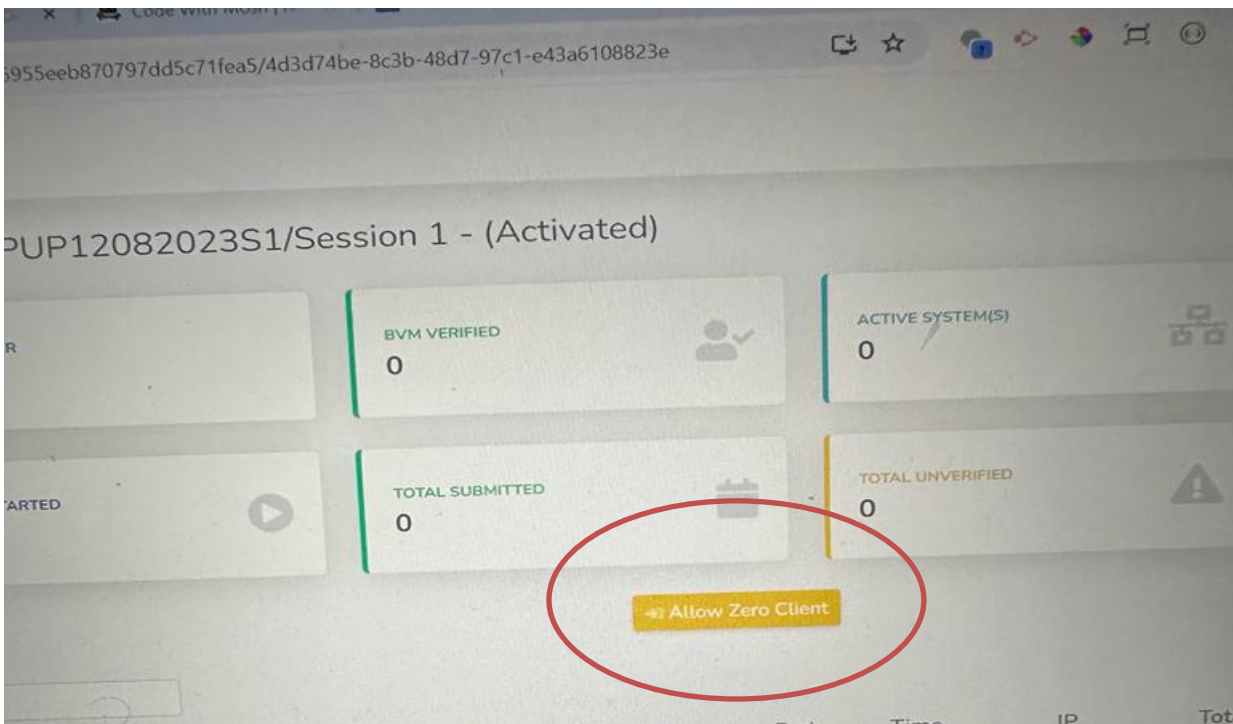 Code With Mosh |
5955eeb870797dd5c71fea5/4d3d74be-8c3b-48d7-97c1-e43a6108823e
PUP12082023S1/Session 1 - (Activated)
R
BVM VERIFIED
0
ACTIVE SYSTEM(S)
0
TARTED
TOTAL SUBMITTED
0
TOTAL UNVERIFIED
0
Allow Zero Client
Time
IP
Tot